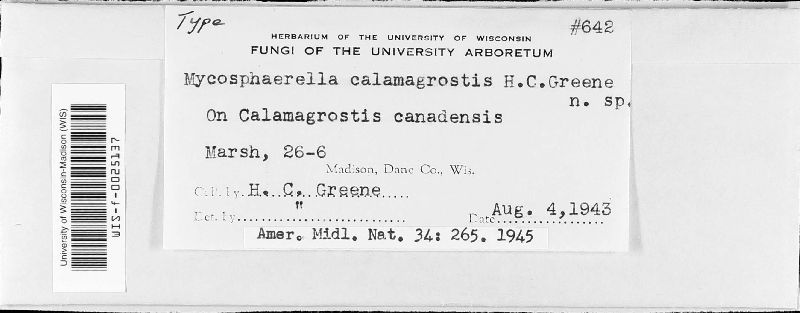 Type
#642
HERBARIUM OF THE UNIVERSITY OF WISCONSIN
FUNGI OF THE UNIVERSITY ARBORETUM
Mycosphaerella calamagrostis H.C.Greene
n. sp.
On Calamagrostis canadensis
Marsh, 26-6
Madison, Dane Co., Wis.
Col. by H. C. Greene
Det. by "
Date Aug. 4,1943
Amer. Midl. Nat. 34: 265. 1945
University of Wisconsin-Madison (WIS)
WIS-f-0025137